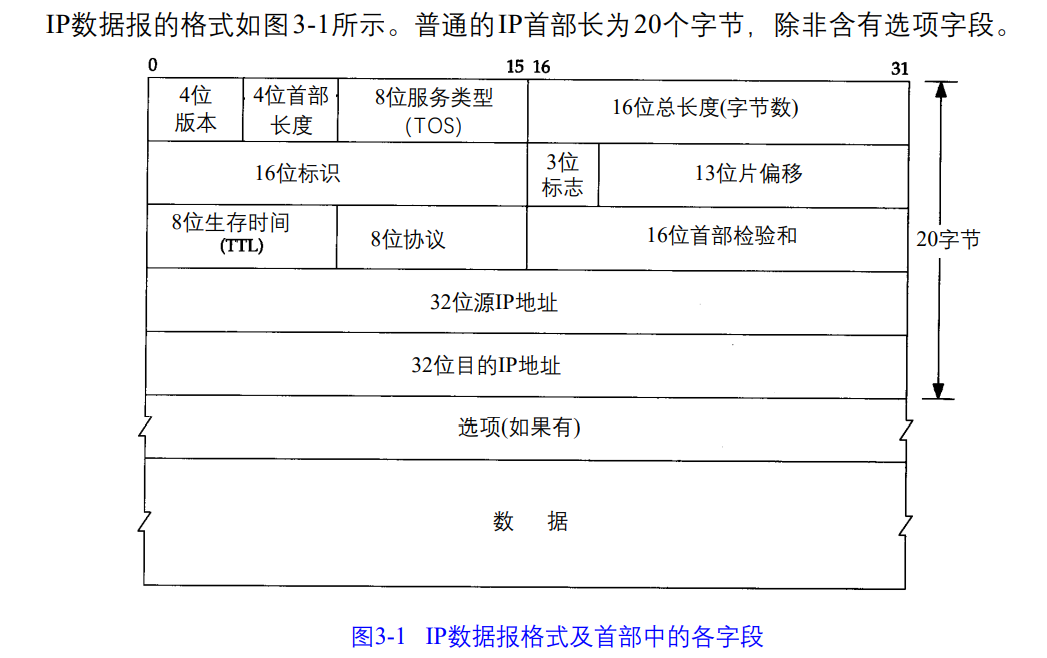 IP数据报的格式如图3-1所示。普通的IP首部长为20个字节，除非含有选项字段。
0 15 16 31
4位 4位首部 8位服务类型 16位总长度(字节数)
版本 长度 (TOS)
16位标识 3位 13位片偏移
标志
8位生存时间 8位协议 16位首部检验和 20字节
(TTL)
32位源IP地址
32位目的IP地址
选项(如果有)
数 据
图3-1 IP数据报格式及首部中的各字段